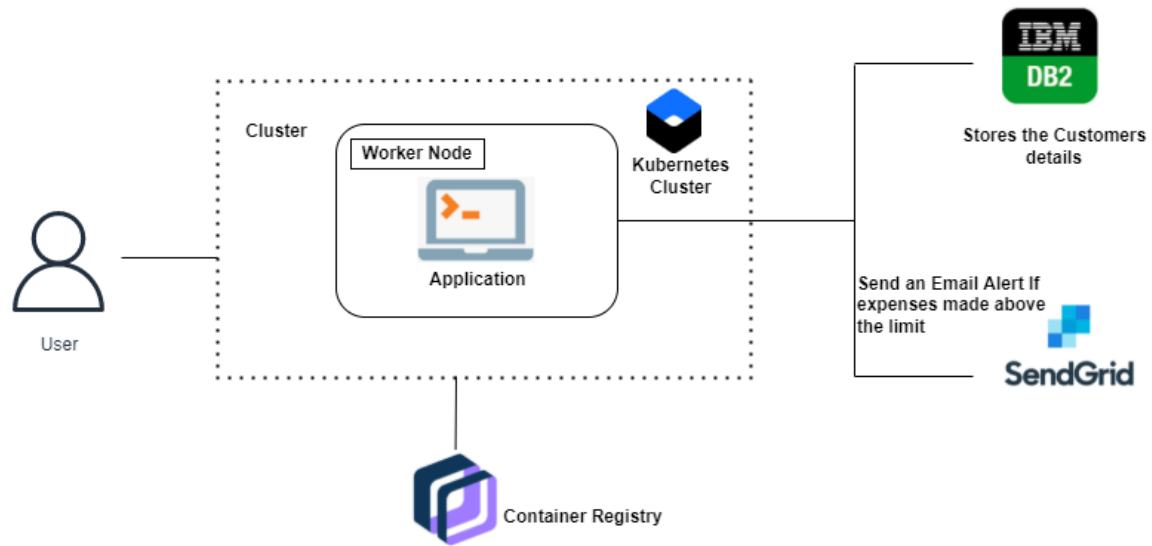 IBM
DB2
Stores the Customers
details
Cluster
Worker Node
Kubernetes
Cluster
Application
User
Send an Email Alert If
expenses made above
the limit
SendGrid
Container Registry